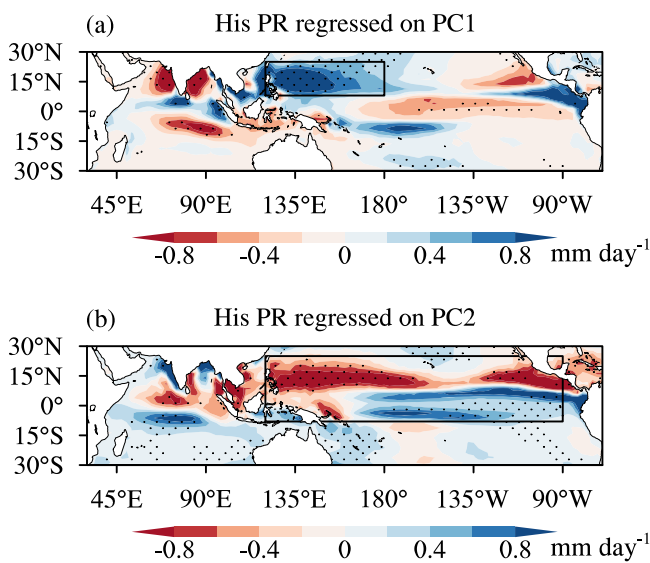 (a) His PR regressed on PC1
30°N
15°N
0°
15°S
30°S
45°E 90°E 135°E 180° 135°W 90°W
-0.8 -0.4 0 0.4 0.8 mm day⁻¹
(b) His PR regressed on PC2
30°N
15°N
0°
15°S
30°S
45°E 90°E 135°E 180° 135°W 90°W
-0.8 -0.4 0 0.4 0.8 mm day⁻¹